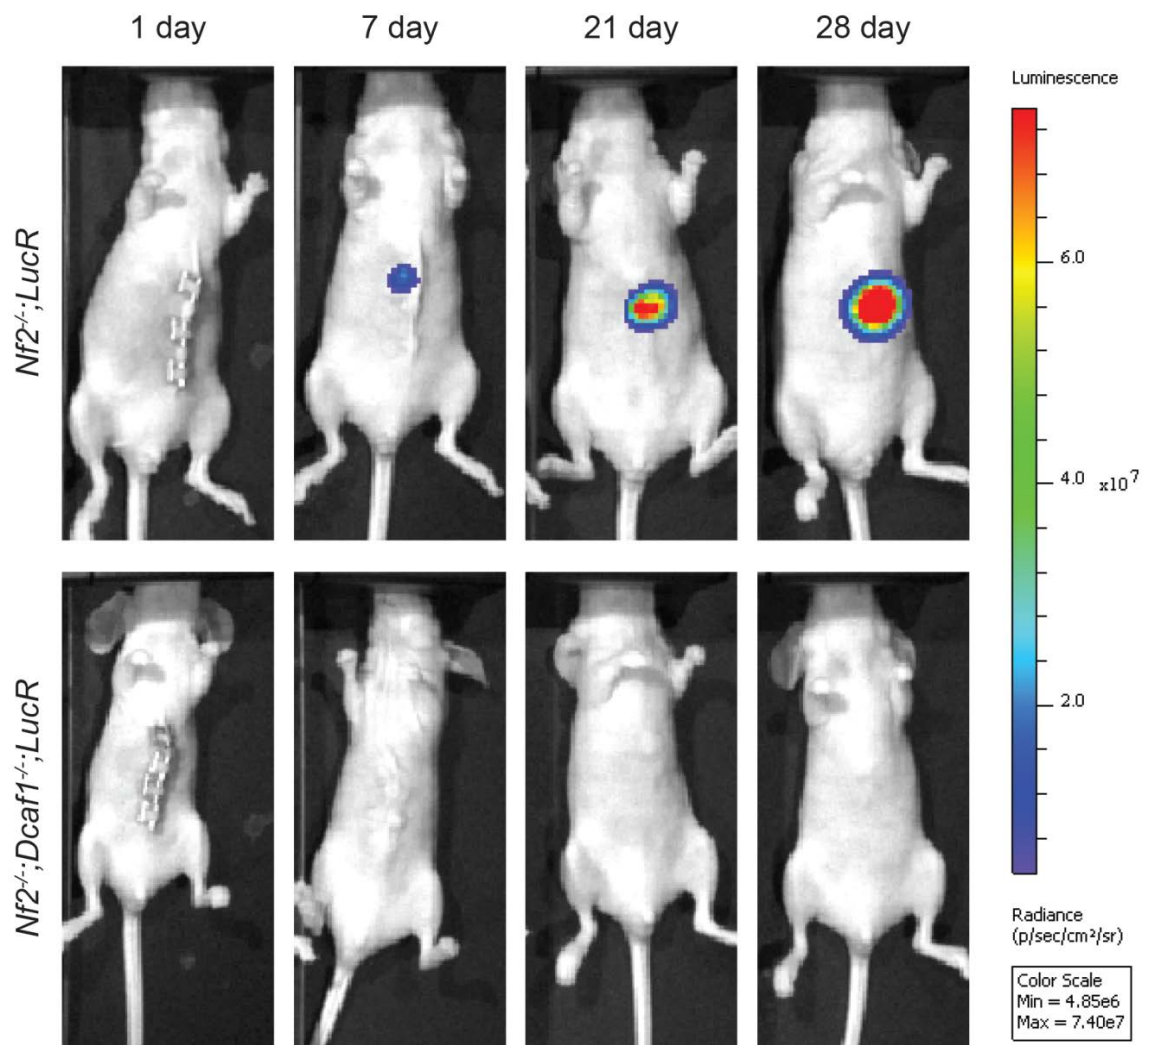 1 day
7 day
21 day
28 day
Nf2-/-;LucR
Nf2-/-;Dcaf1-/-;LucR
Luminescence
6.0
4.0
x10⁷
2.0
Radiance
(p/sec/cm²/sr)
Color Scale
Min = 4.85e6
Max = 7.40e7